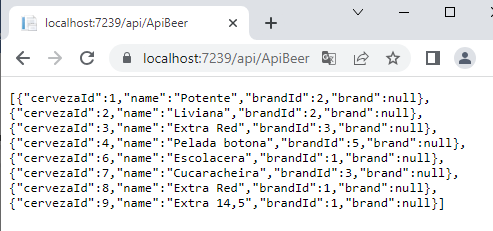 localhost:7239/api/ApiBeer
localhost:7239/api/ApiBeer
[{"cervezaId":1,"name":"Potente","brandId":2,"brand":null},
{"cervezaId":2,"name":"Liviana","brandId":2,"brand":null},
{"cervezaId":3,"name":"Extra Red","brandId":3,"brand":null},
{"cervezaId":4,"name":"Pelada botona","brandId":5,"brand":null},
{"cervezaId":6,"name":"Escolacera","brandId":1,"brand":null},
{"cervezaId":7,"name":"Cucaracheira","brandId":3,"brand":null},
{"cervezaId":8,"name":"Extra Red","brandId":1,"brand":null},
{"cervezaId":9,"name":"Extra 14,5","brandId":1,"brand":null}]